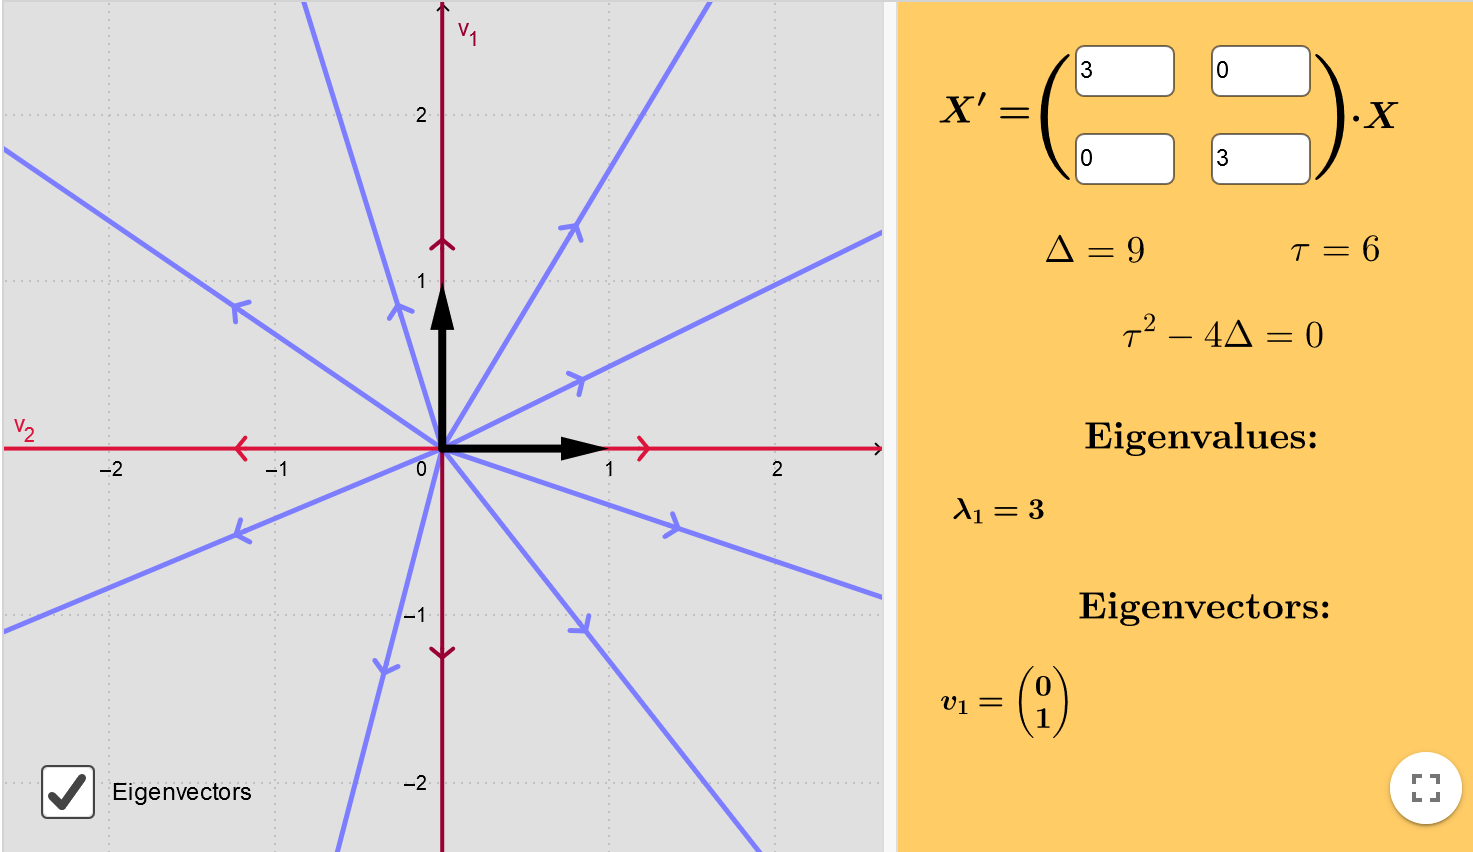 v₁
2
1
v₂
–2 –1 0 1 2
–1
–2
Eigenvectors
X′ = ( 3 0
0 3 ) · X
Δ = 9 τ = 6
τ² − 4Δ = 0
Eigenvalues:
λ₁ = 3
Eigenvectors:
v₁ = ( 0
1 )